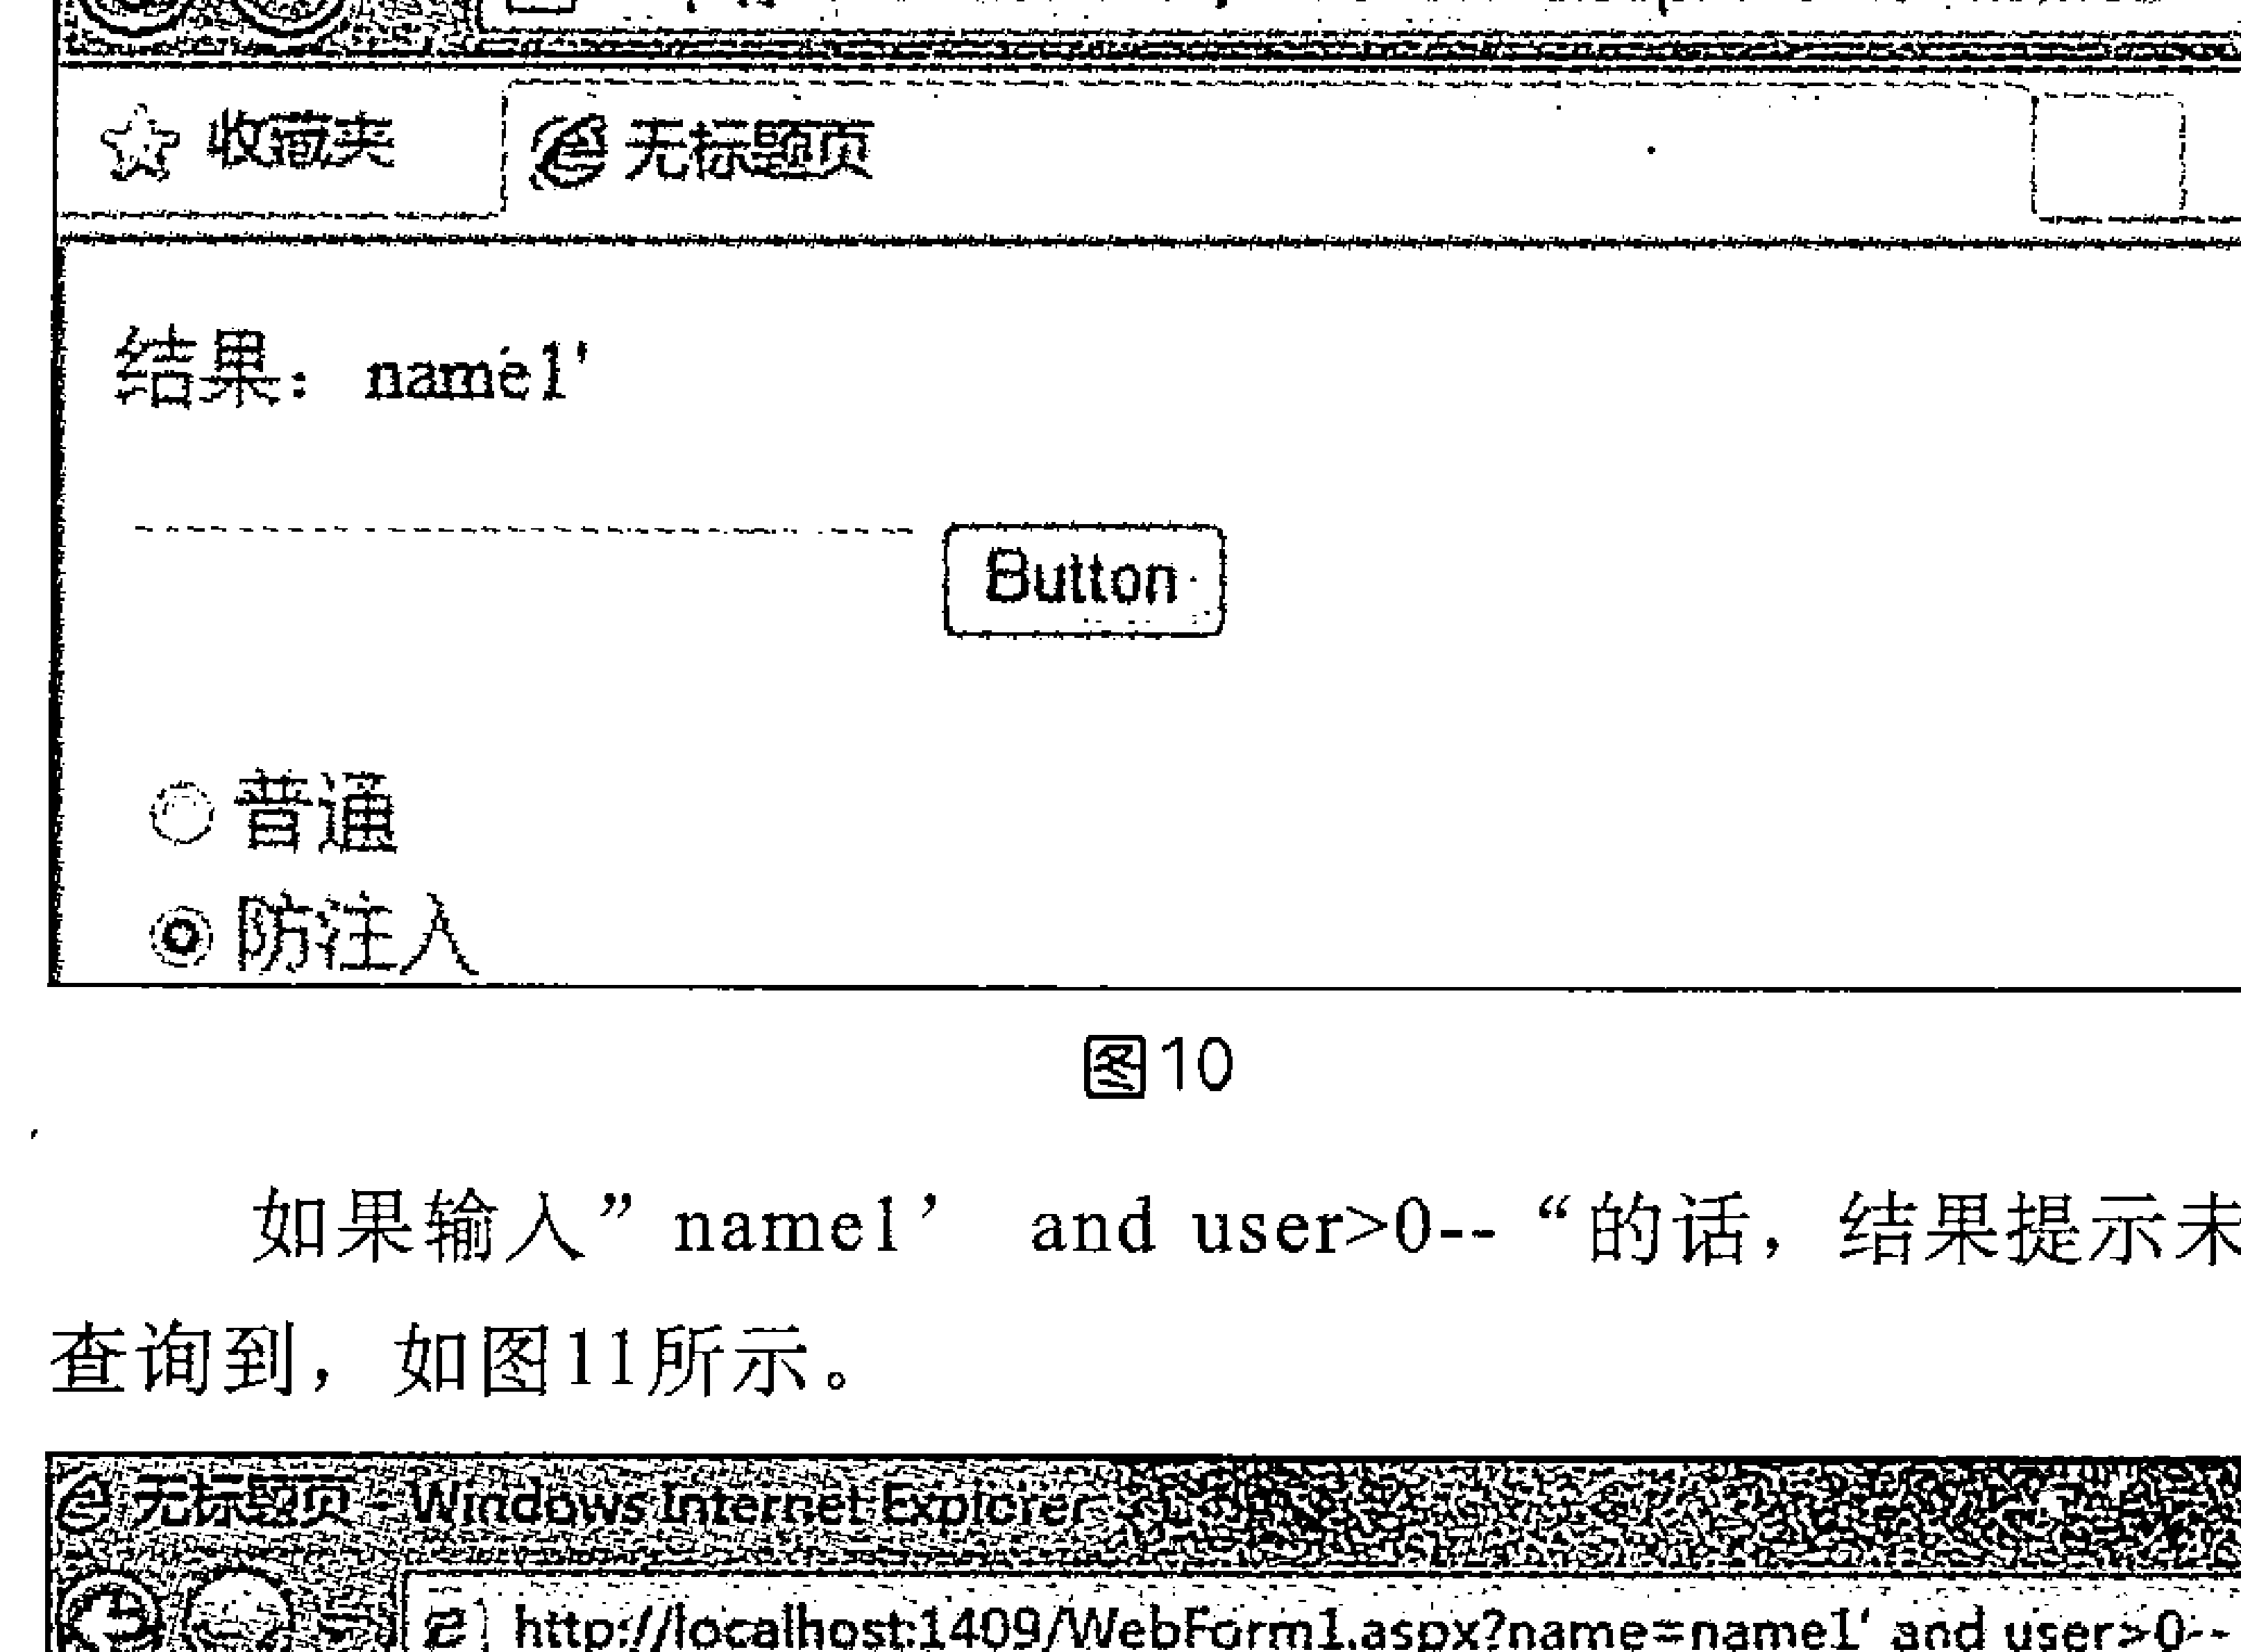 收藏夹 无标题页
结果: name1'
Button
普通
防注入
图10
如果输入” name1’ and user>0-- “的话，结果提示未
查询到，如图11所示。
无标题页 - Windows Internet Explorer
http://localhost:1409/WebForm1.aspx?name=name1' and user>0--